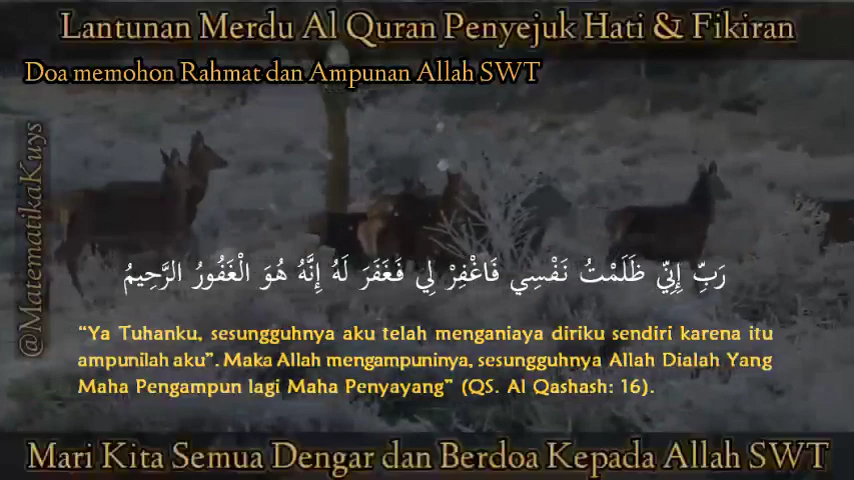 Lantunan Merdu Al Quran Penyejuk Hati & Fikiran
Doa memohon Rahmat dan Ampunan Allah SWT
@MatematikaKuys
رَبِّ إِنِّي ظَلَمْتُ نَفْسِي فَاغْفِرْ لِي فَغَفَرَ لَهُ إِنَّهُ هُوَ الْغَفُورُ الرَّحِيمُ
“Ya Tuhanku, sesungguhnya aku telah menganiaya diriku sendiri karena itu
ampunilah aku”. Maka Allah mengampuninya, sesungguhnya Allah Dialah Yang
Maha Pengampun lagi Maha Penyayang” (QS. Al Qashash: 16).
Mari Kita Semua Dengar dan Berdoa Kepada Allah SWT